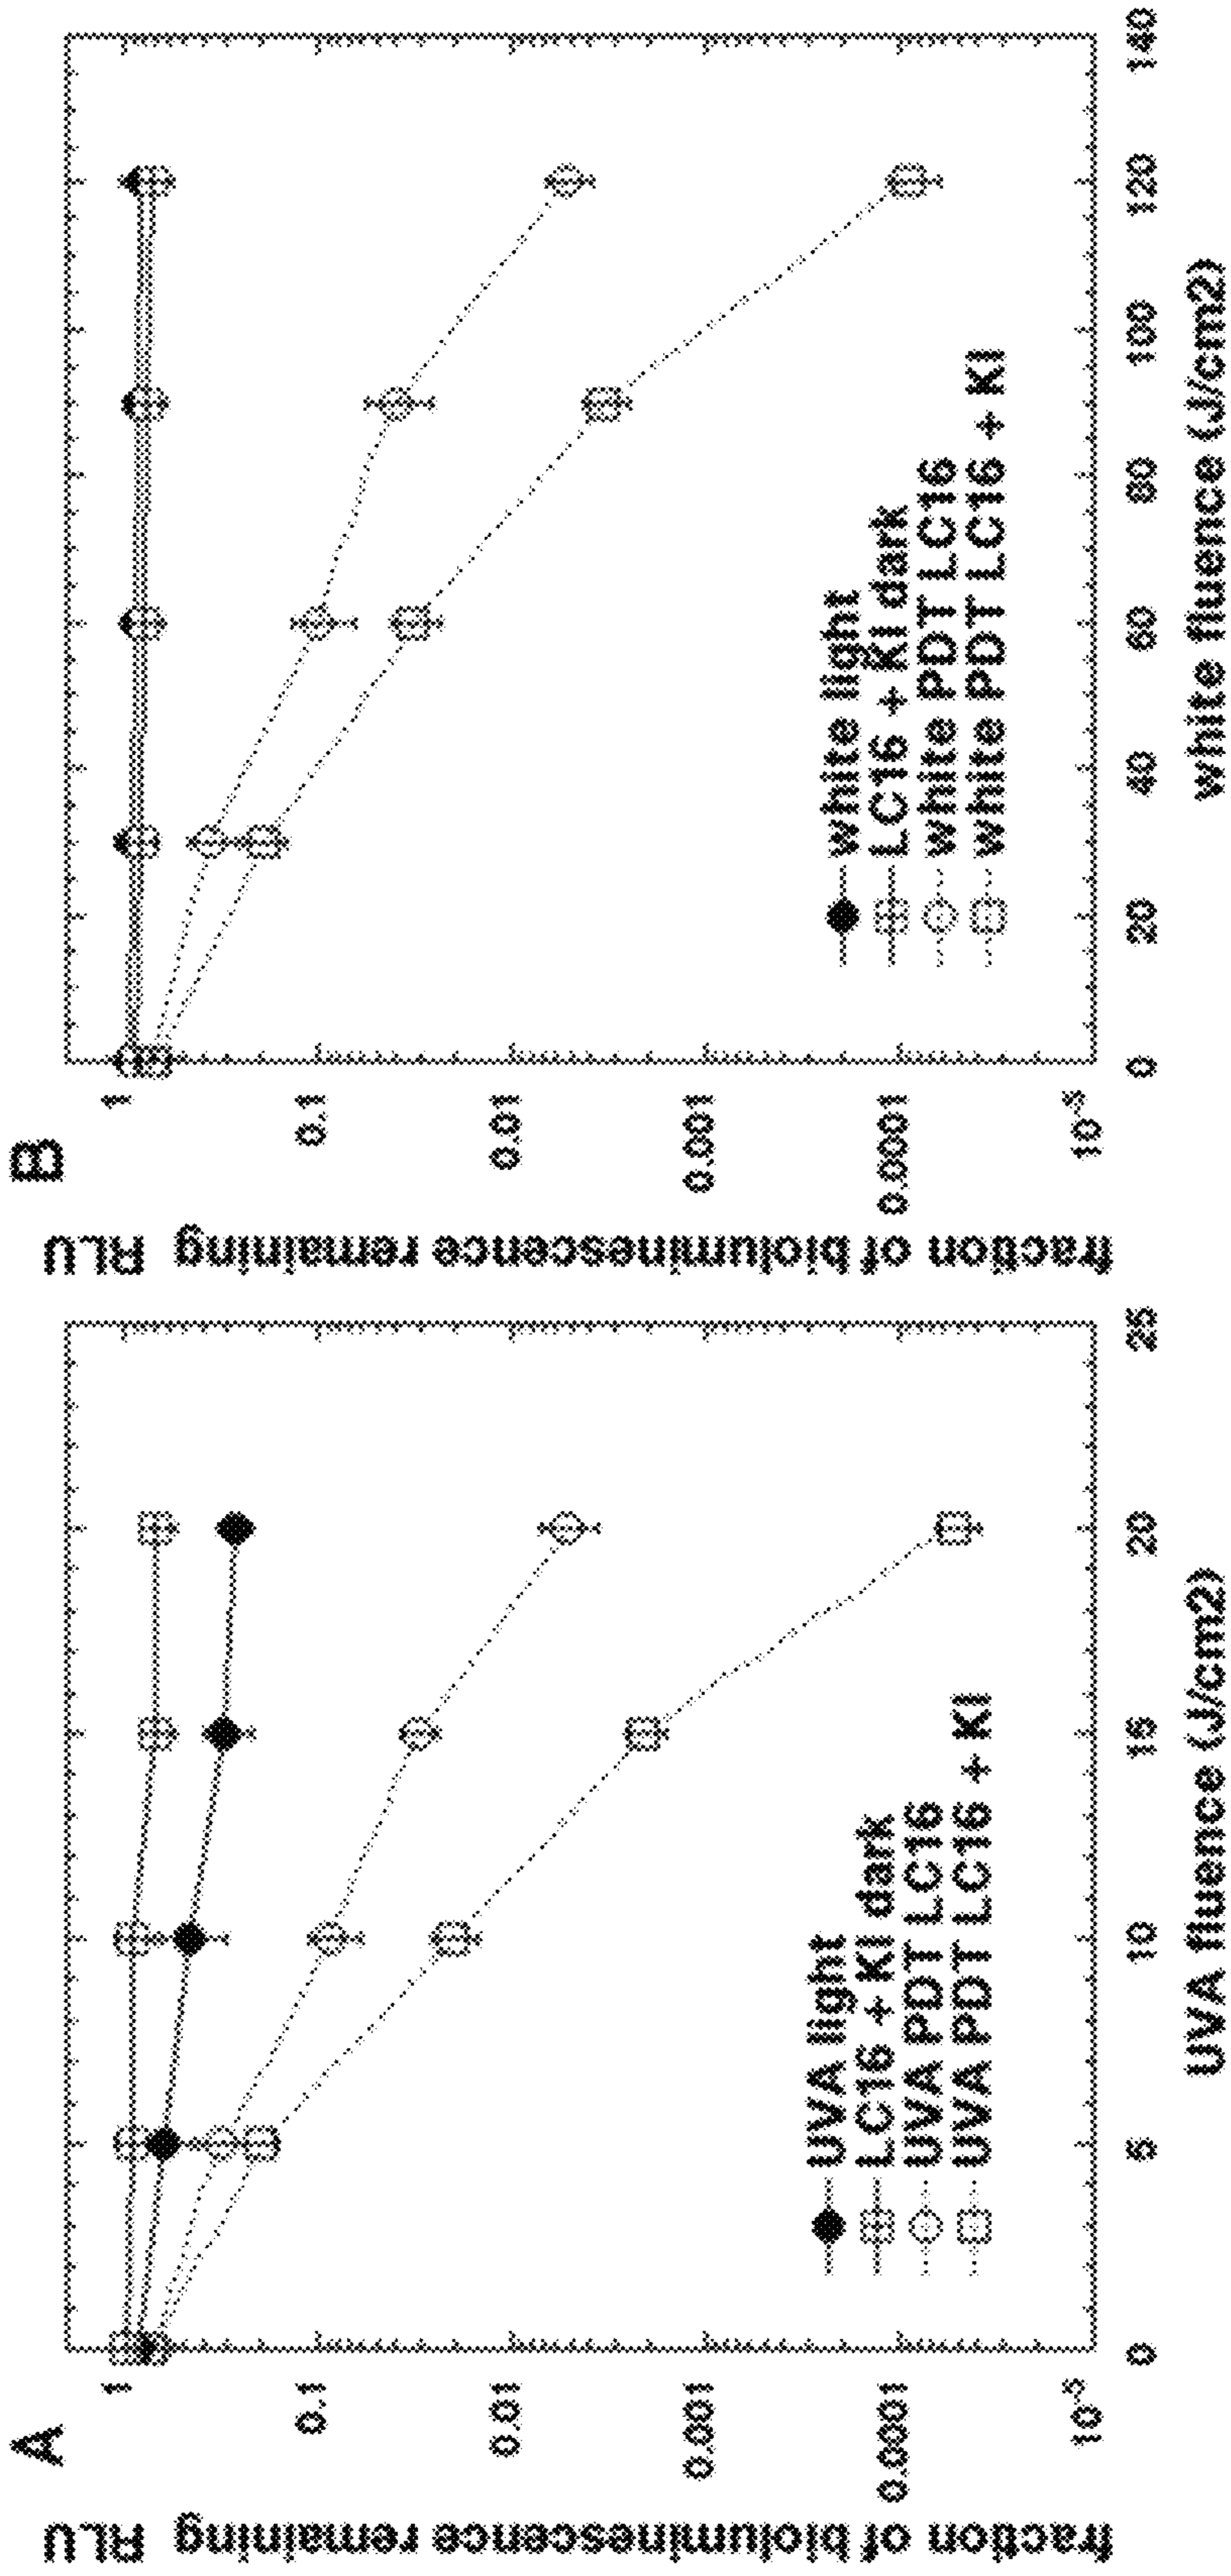 A
fraction of bioluminescence remaining RLU
1
0.1
0.01
0.001
0.0001
10-5
UVA light
LC16 + KI dark
UVA PDT LC16
UVA PDT LC16 + KI
0 5 10 15 20 25
UVA fluence (J/cm2)
B
fraction of bioluminescence remaining RLU
1
0.1
0.01
0.001
0.0001
10-5
white light
LC16 + KI dark
white PDT LC16
white PDT LC16 + KI
0 20 40 60 80 100 120 140
white fluence (J/cm2)